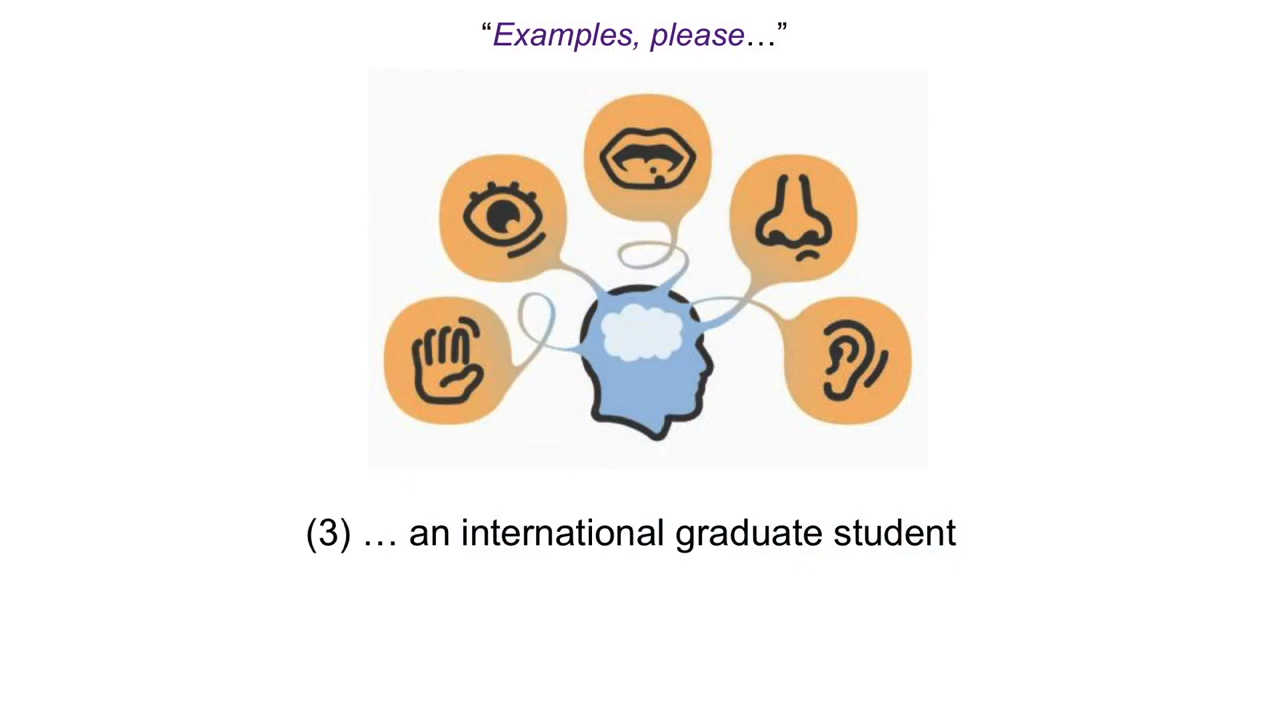 “Examples, please…”
(3) … an international graduate student